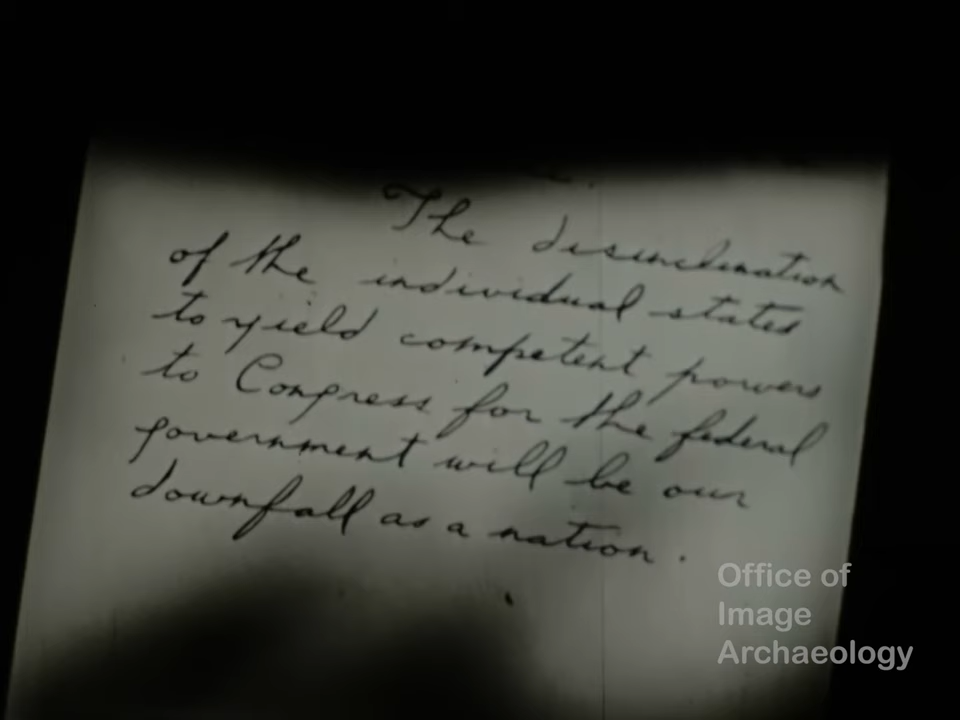 The disinclination
of the individual states
to yield competent powers
to Congress for the federal
government will be our
downfall as a nation.
Office of
Image
Archaeology